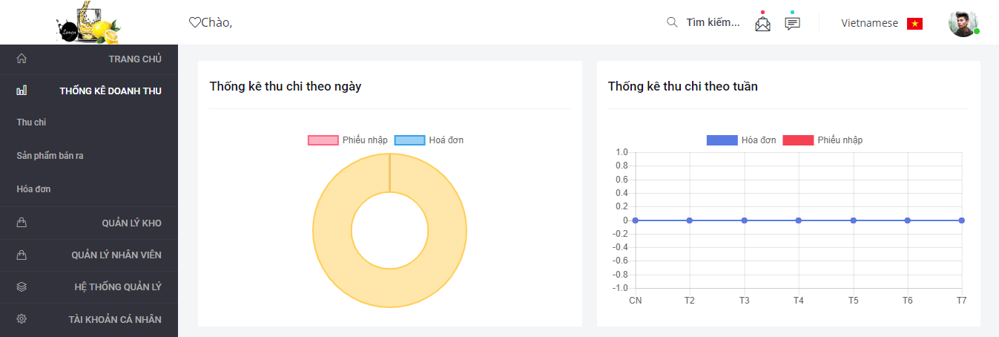 Lemon
Chào,
Tìm kiếm...
Vietnamese
TRANG CHỦ
THỐNG KÊ DOANH THU
Thu chi
Sản phẩm bán ra
Hóa đơn
QUẢN LÝ KHO
QUẢN LÝ NHÂN VIÊN
HỆ THỐNG QUẢN LÝ
TÀI KHOẢN CÁ NHÂN
Thống kê thu chi theo ngày
Phiếu nhập Hoá đơn
Thống kê thu chi theo tuần
Hóa đơn Phiếu nhập
1.0
0.8
0.6
0.4
0.2
0
-0.2
-0.4
-0.6
-0.8
-1.0
CN T2 T3 T4 T5 T6 T7